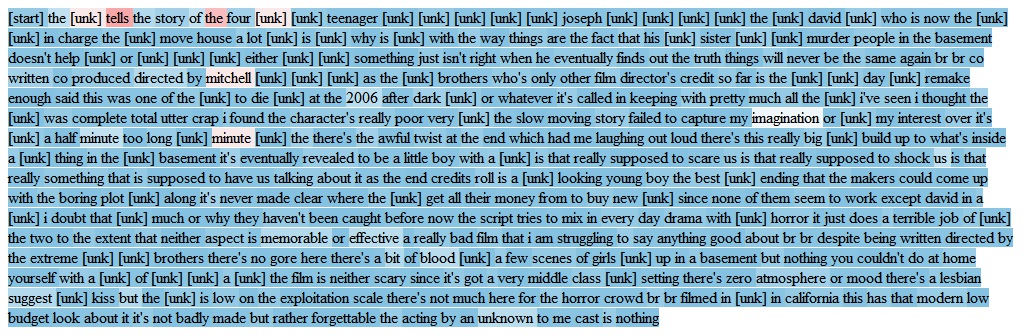 [start] the [unk] tells the story of the four [unk] [unk] teenager [unk] [unk] [unk] [unk] [unk] joseph [unk] [unk] [unk] [unk] the [unk] david [unk] who is now the [unk]
[unk] in charge the [unk] move house a lot [unk] is [unk] why is [unk] with the way things are the fact that his [unk] sister [unk] [unk] murder people in the basement
doesn't help [unk] or [unk] [unk] [unk] either [unk] [unk] something just isn't right when he eventually finds out the truth things will never be the same again br br co
written co produced directed by mitchell [unk] [unk] [unk] as the [unk] brothers who's only other film director's credit so far is the [unk] [unk] day [unk] remake
enough said this was one of the [unk] to die [unk] at the 2006 after dark [unk] or whatever it's called in keeping with pretty much all the [unk] i've seen i thought the
[unk] was complete total utter crap i found the character's really poor very [unk] the slow moving story failed to capture my imagination or [unk] my interest over it's
[unk] a half minute too long [unk] minute [unk] the there's the awful twist at the end which had me laughing out loud there's this really big [unk] build up to what's inside
a [unk] thing in the [unk] basement it's eventually revealed to be a little boy with a [unk] is that really supposed to scare us is that really supposed to shock us is that
really something that is supposed to have us talking about it as the end credits roll is a [unk] looking young boy the best [unk] ending that the makers could come up
with the boring plot [unk] along it's never made clear where the [unk] get all their money from to buy new [unk] since none of them seem to work except david in a
[unk] i doubt that [unk] much or why they haven't been caught before now the script tries to mix in every day drama with [unk] horror it just does a terrible job of [unk]
the two to the extent that neither aspect is memorable or effective a really bad film that i am struggling to say anything good about br br despite being written directed by
the extreme [unk] [unk] brothers there's no gore here there's a bit of blood [unk] a few scenes of girls [unk] up in a basement but nothing you couldn't do at home
yourself with a [unk] of [unk] [unk] a [unk] the film is neither scary since it's got a very middle class [unk] setting there's zero atmosphere or mood there's a lesbian
suggest [unk] kiss but the [unk] is low on the exploitation scale there's not much here for the horror crowd br br filmed in [unk] in california this has that modern low
budget look about it it's not badly made but rather forgettable the acting by an unknown to me cast is nothing